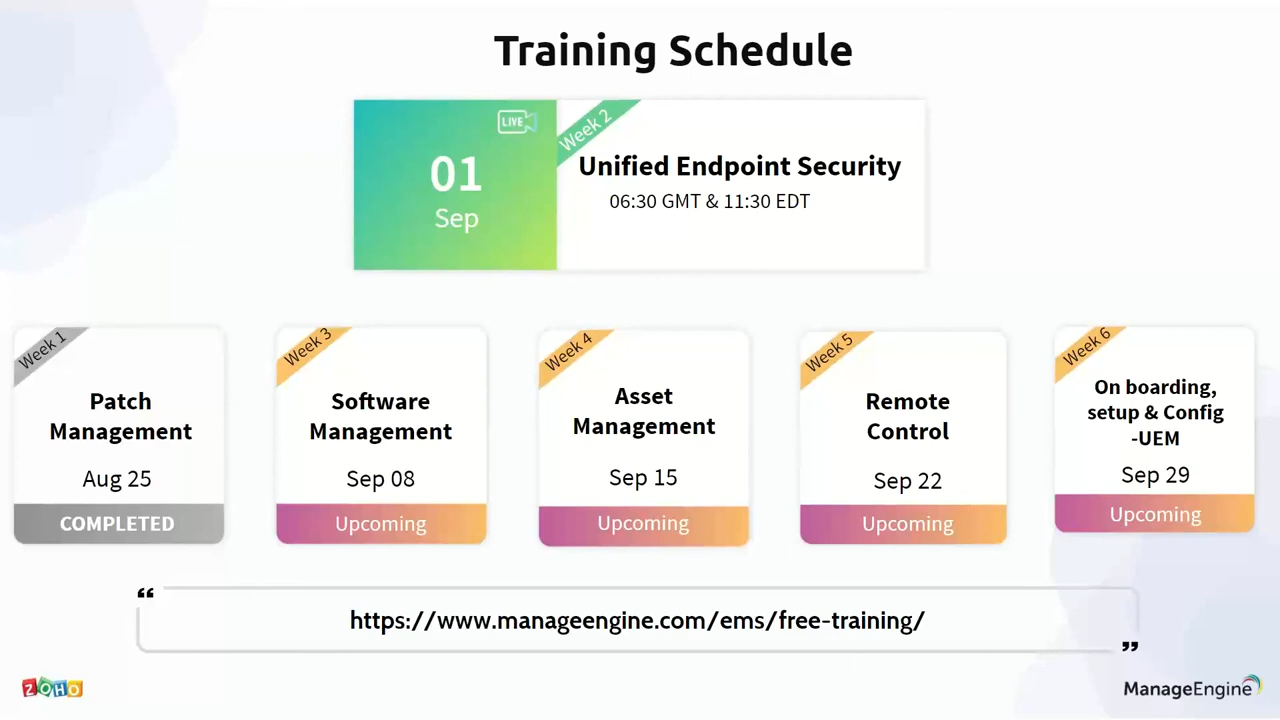 Training Schedule
LIVE
01
Sep
Week 2
Unified Endpoint Security
06:30 GMT & 11:30 EDT
Week 1
Patch
Management
Aug 25
COMPLETED
Week 3
Software
Management
Sep 08
Upcoming
Week 4
Asset
Management
Sep 15
Upcoming
Week 5
Remote
Control
Sep 22
Upcoming
Week 6
On boarding,
setup & Config
-UEM
Sep 29
Upcoming
“
https://www.manageengine.com/ems/free-training/
”
ZOHO
ManageEngine